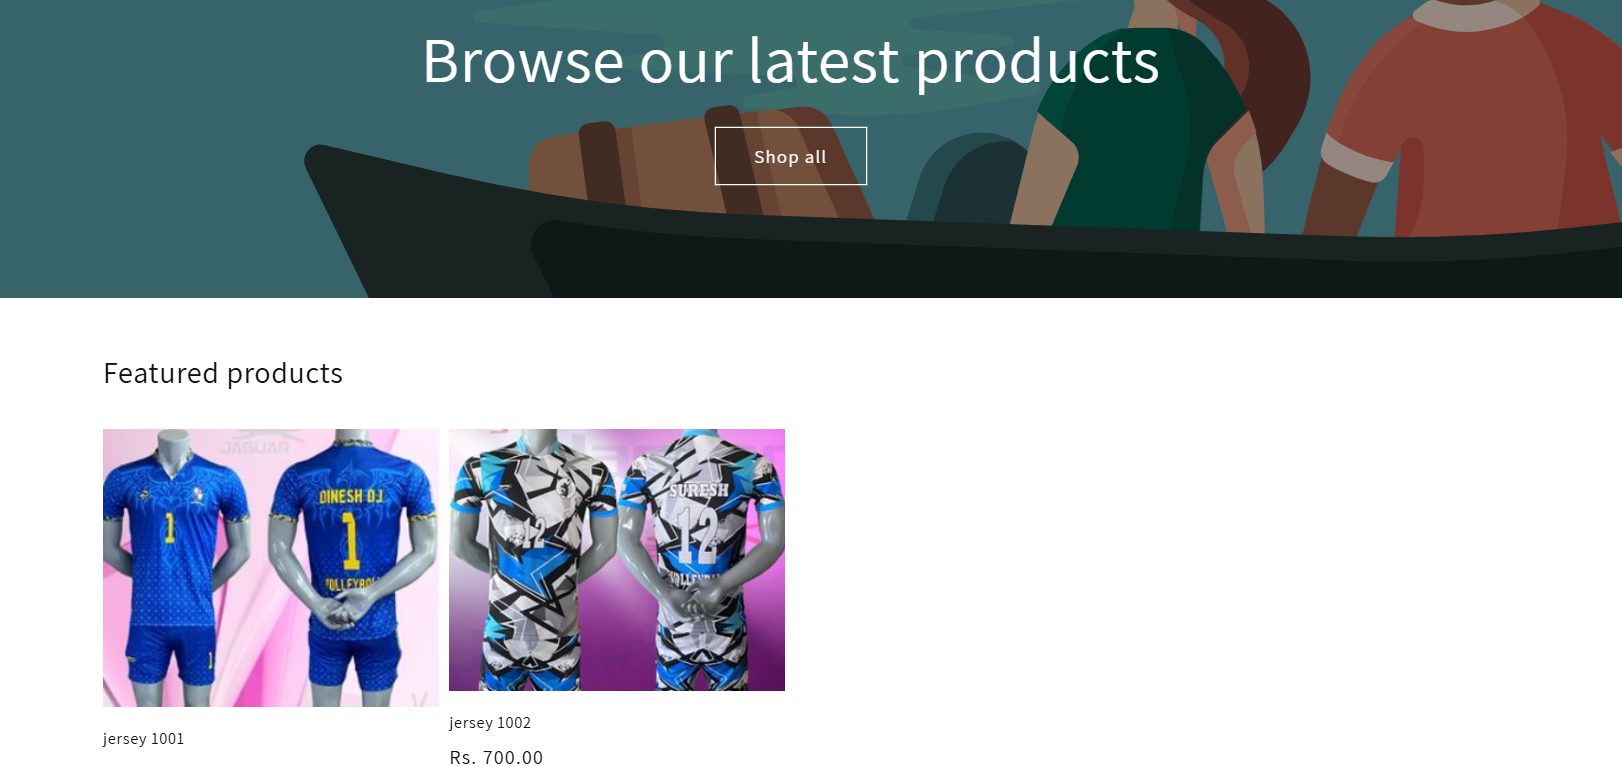 Browse our latest products
Shop all
Featured products
JAGUAR
1
DINESH DJ
1
VOLLEYBALL
1
12
SURESH
12
jersey 1001
jersey 1002
Rs. 700.00